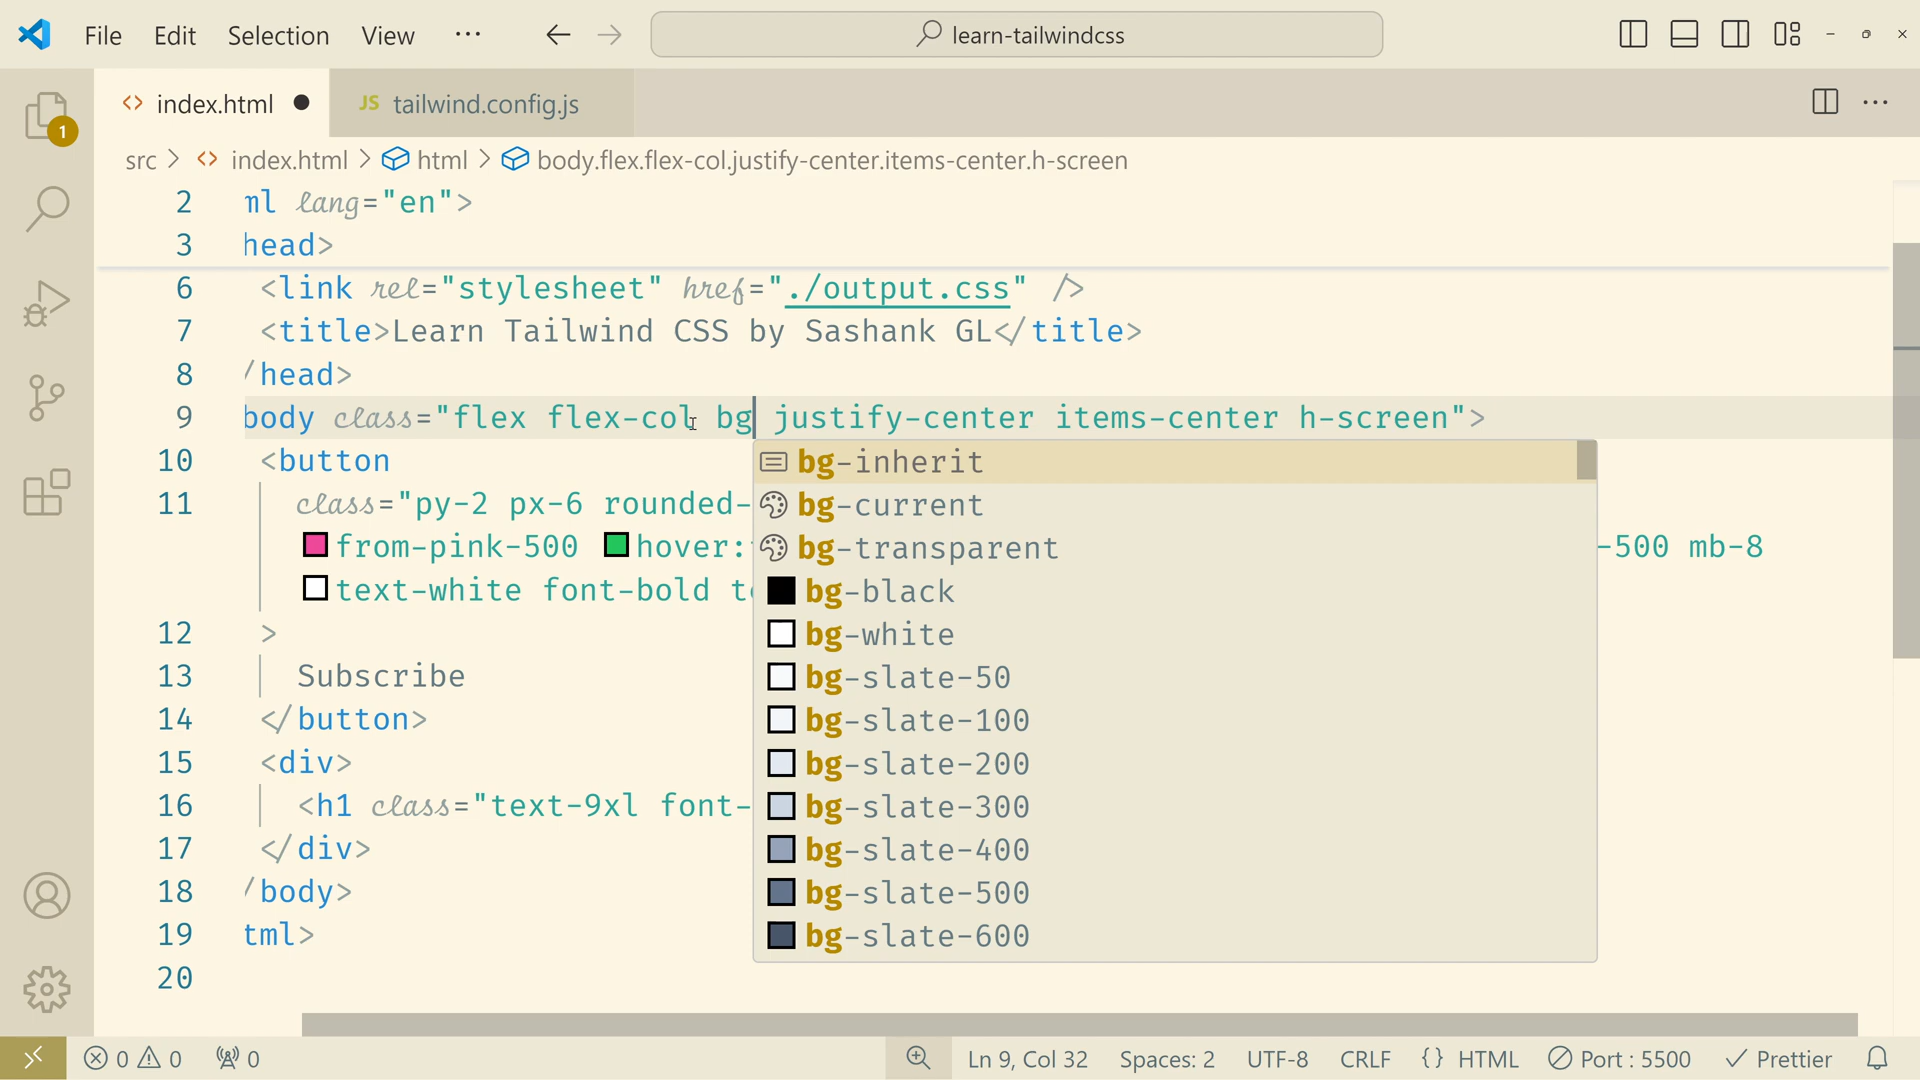 File Edit Selection View ··· learn-tailwindcss
index.html JS tailwind.config.js
1
src > index.html > html > body.flex.flex-col.justify-center.items-center.h-screen
2 ml lang="en">
3 head>
6 <link rel="stylesheet" href="./output.css" />
7 <title>Learn Tailwind CSS by Sashank GL</title>
8 /head>
9 body class="flex flex-col bg justify-center items-center h-screen">
10 <button
11 class="py-2 px-6 rounded-
from-pink-500 hover: -500 mb-8
text-white font-bold te
12 >
13 Subscribe
14 </button>
15 <div>
16 <h1 class="text-9xl font-
17 </div>
18 /body>
19 tml>
20
bg-inherit
bg-current
bg-transparent
bg-black
bg-white
bg-slate-50
bg-slate-100
bg-slate-200
bg-slate-300
bg-slate-400
bg-slate-500
bg-slate-600
0 0 0 Ln 9, Col 32 Spaces: 2 UTF-8 CRLF {} HTML Port : 5500 Prettier